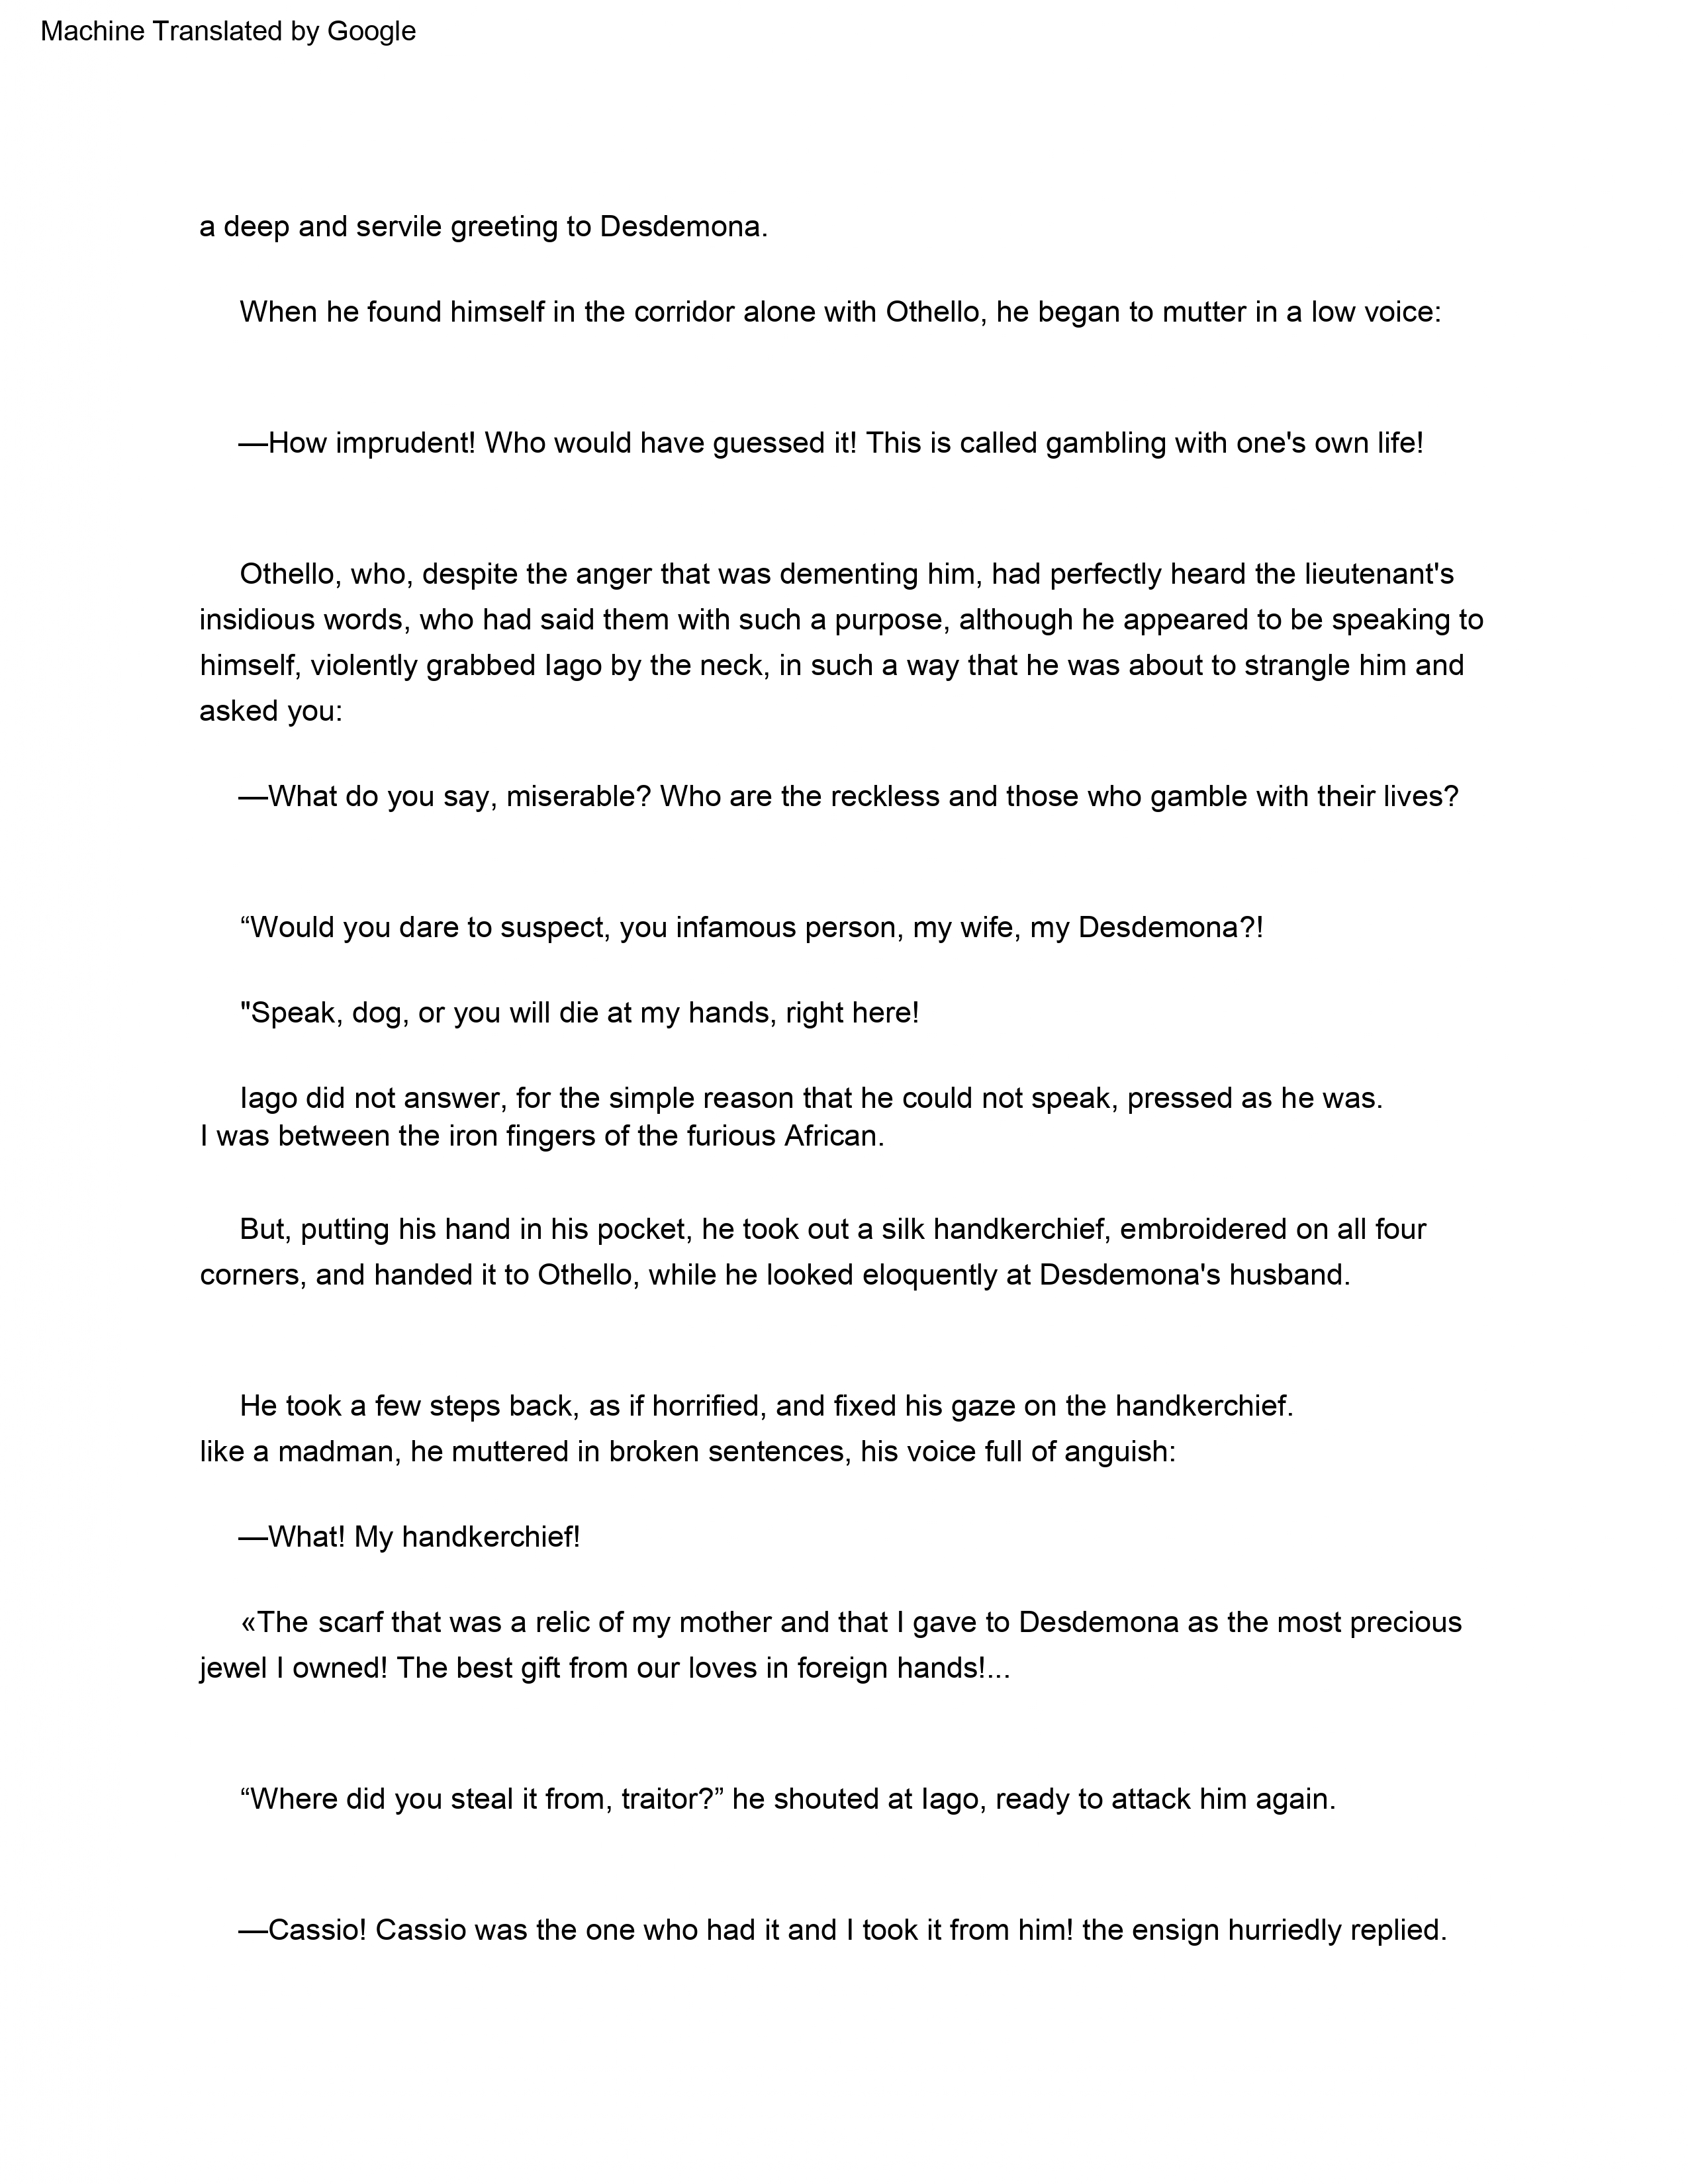 Machine Translated by Google
a deep and servile greeting to Desdemona.
When he found himself in the corridor alone with Othello, he began to mutter in a low voice:
—How imprudent! Who would have guessed it! This is called gambling with one's own life!
Othello, who, despite the anger that was dementing him, had perfectly heard the lieutenant's
insidious words, who had said them with such a purpose, although he appeared to be speaking to
himself, violently grabbed Iago by the neck, in such a way that he was about to strangle him and
asked you:
—What do you say, miserable? Who are the reckless and those who gamble with their lives?
“Would you dare to suspect, you infamous person, my wife, my Desdemona?!
"Speak, dog, or you will die at my hands, right here!
Iago did not answer, for the simple reason that he could not speak, pressed as he was.
I was between the iron fingers of the furious African.
But, putting his hand in his pocket, he took out a silk handkerchief, embroidered on all four
corners, and handed it to Othello, while he looked eloquently at Desdemona's husband.
He took a few steps back, as if horrified, and fixed his gaze on the handkerchief.
like a madman, he muttered in broken sentences, his voice full of anguish:
—What! My handkerchief!
«The scarf that was a relic of my mother and that I gave to Desdemona as the most precious
jewel I owned! The best gift from our loves in foreign hands!...
“Where did you steal it from, traitor?” he shouted at Iago, ready to attack him again.
—Cassio! Cassio was the one who had it and I took it from him! the ensign hurriedly replied.